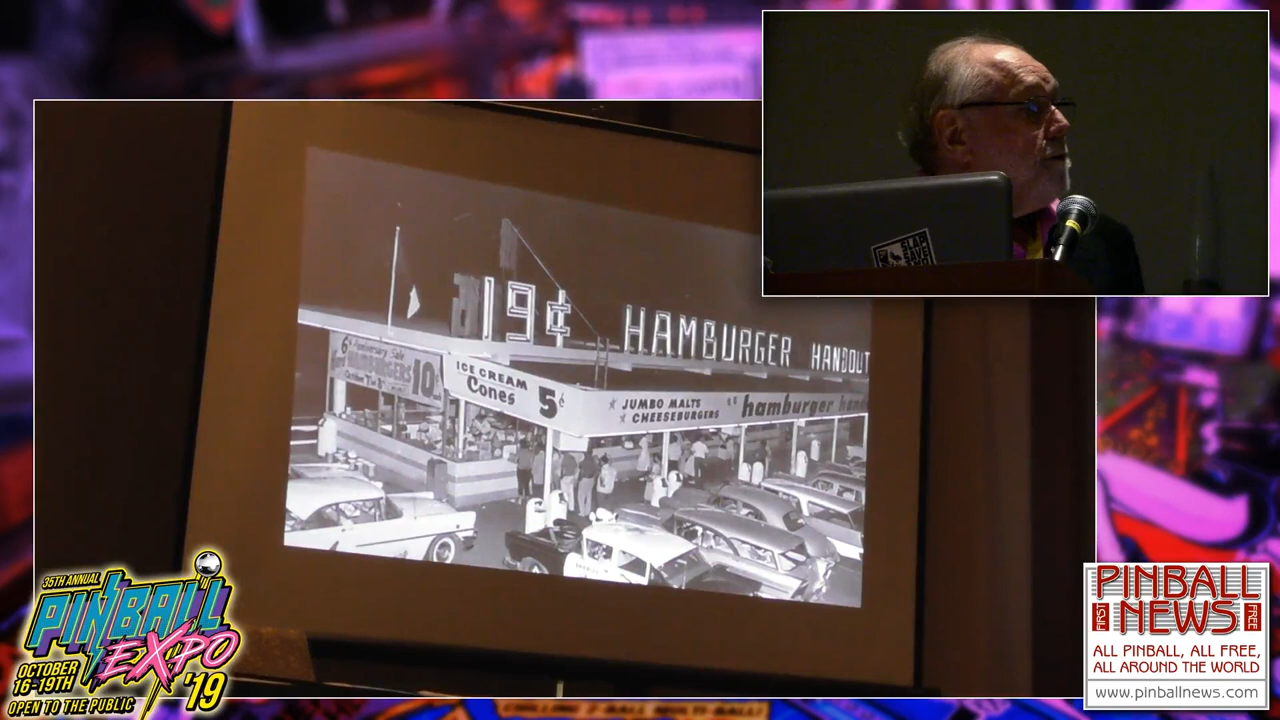 19¢
HAMBURGER HANDOUT
6th Anniversary Sale
HAMBURGERS 10¢
ICE CREAM
Cones 5¢
JUMBO MALTS
CHEESEBURGERS
hamburger
35TH ANNUAL
PINBALL
EXPO
OCTOBER
16-19TH
'19
OPEN TO THE PUBLIC
PINBALL
FIRST NEWS FREE
ALL PINBALL, ALL FREE,
ALL AROUND THE WORLD
www.pinballnews.com